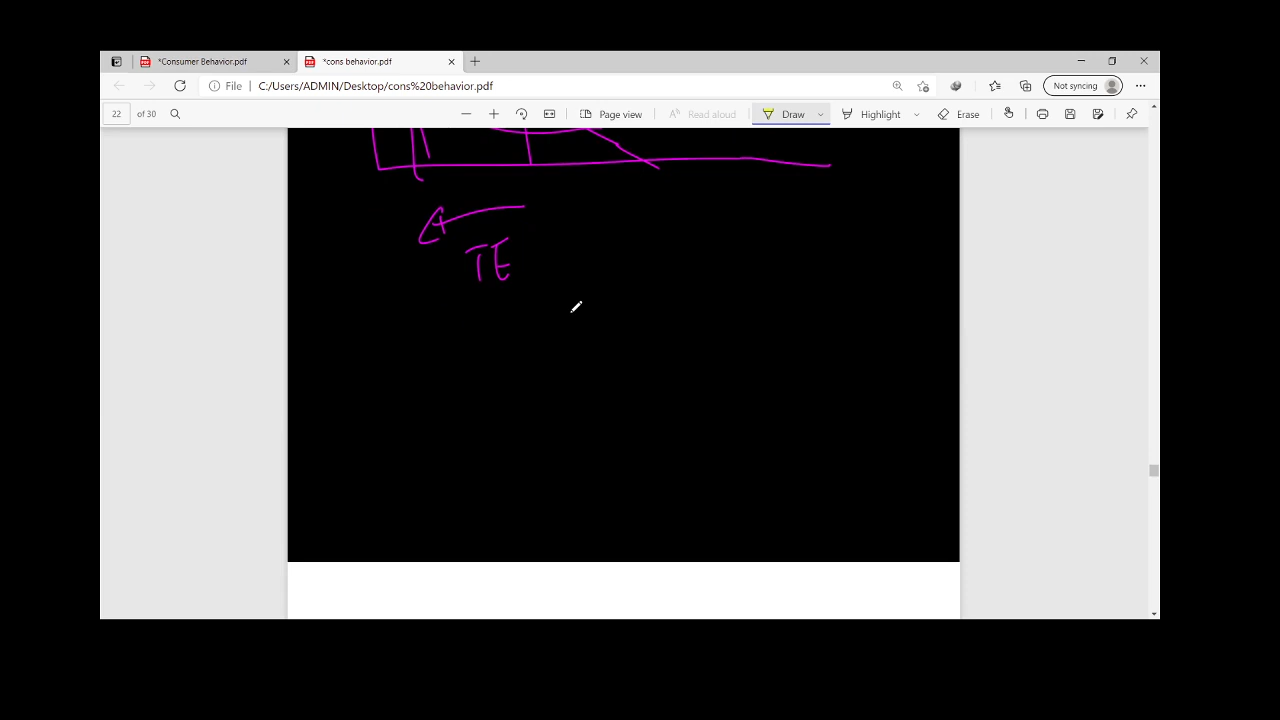 *Consumer Behavior.pdf
*cons behavior.pdf
File C:/Users/ADMIN/Desktop/cons%20behavior.pdf Not syncing
22 of 30 Page view Read aloud Draw Highlight Erase
TE